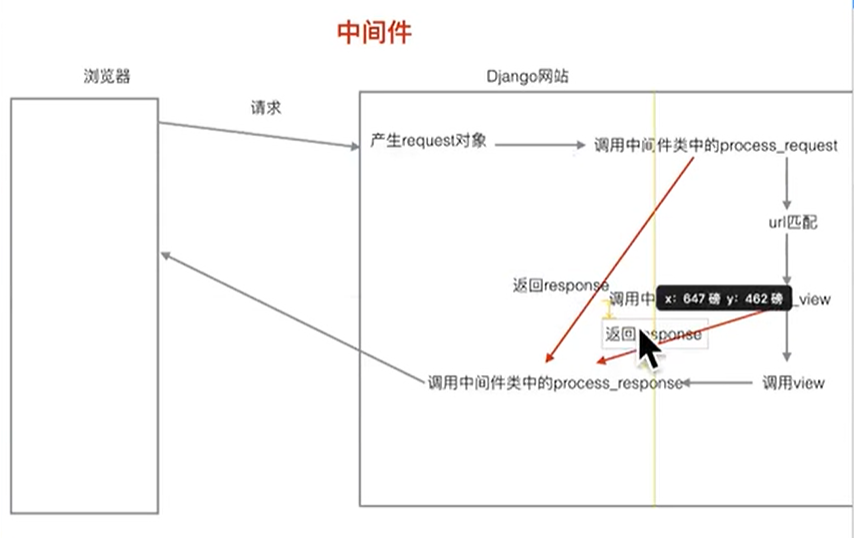 中间件
浏览器
Django网站
请求
产生request对象
调用中间件类中的process_request
url匹配
返回response
调用中
x: 647 磅 y: 462 磅
_view
返回
sponse
调用中间件类中的process_response
调用view